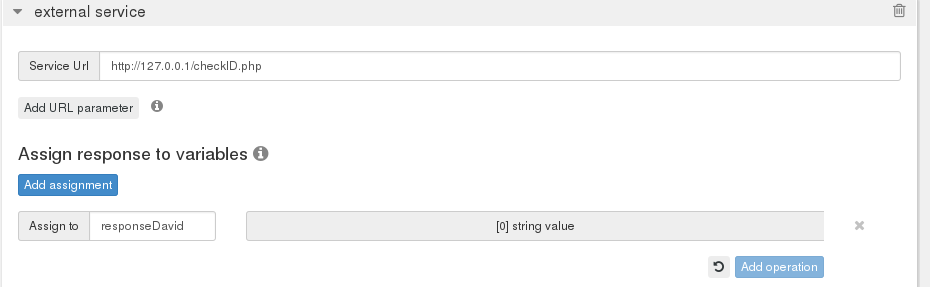 external service
Service Url http://127.0.0.1/checkID.php
Add URL parameter
Assign response to variables
Add assignment
Assign to responseDavid [0] string value
Add operation